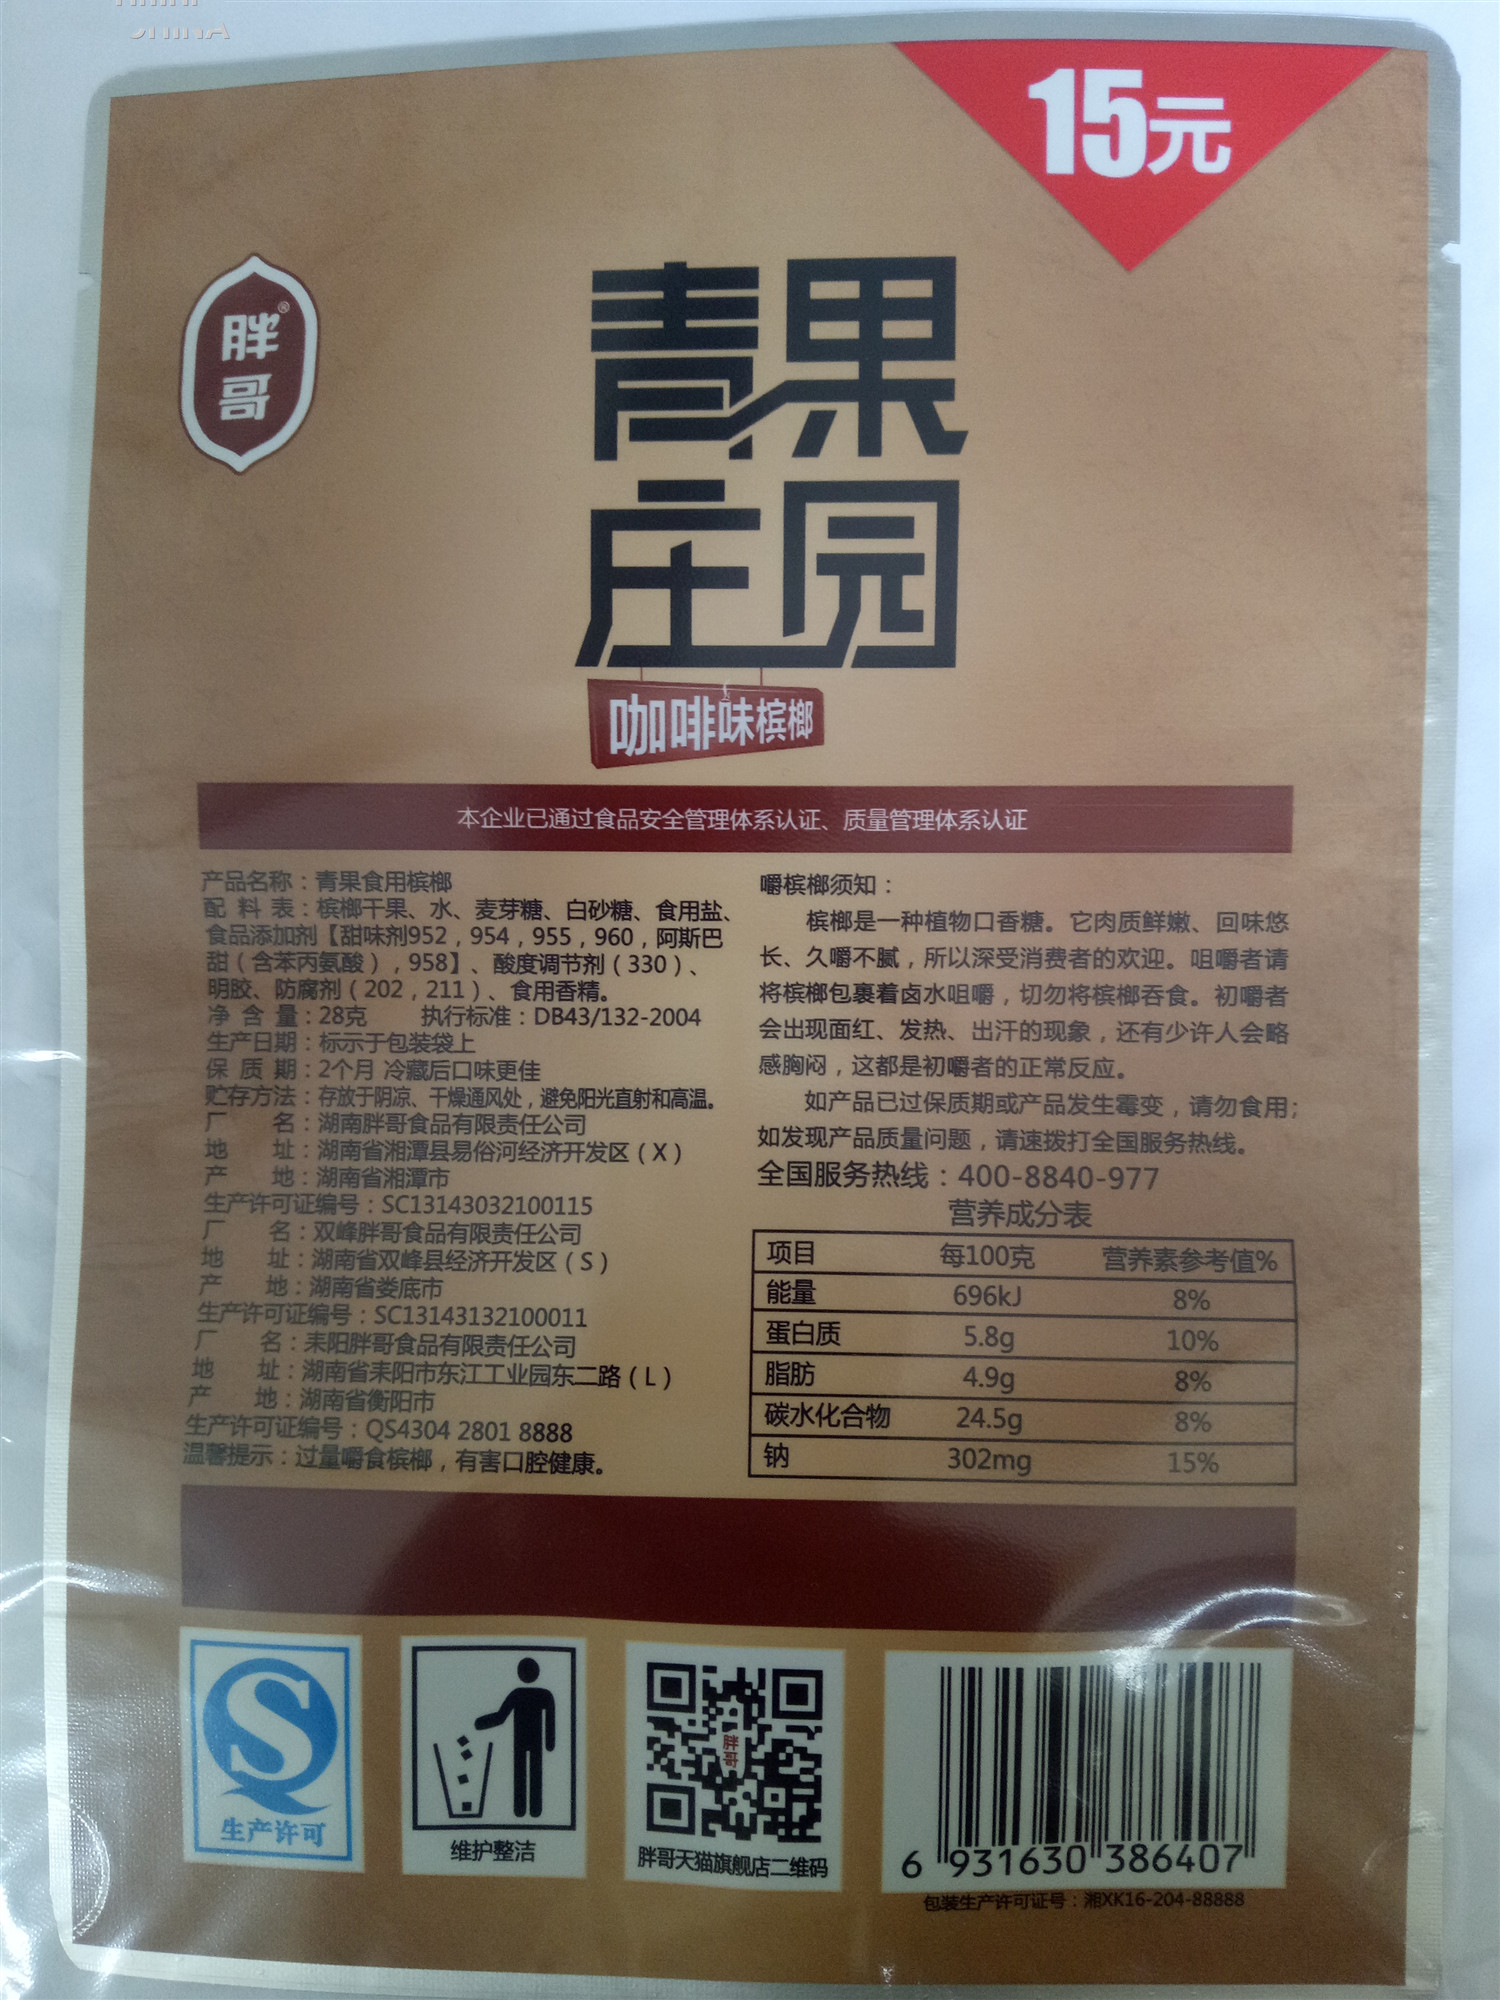 15元
胖®
哥
青果
庄园
咖啡味槟榔
本企业已通过食品安全管理体系认证、质量管理体系认证
产品名称：青果食用槟榔
配 料 表：槟榔干果、水、麦芽糖、白砂糖、食用盐、
食品添加剂【甜味剂952，954，955，960，阿斯巴
甜（含苯丙氨酸），958】、酸度调节剂（330）、
明胶、防腐剂（202，211）、食用香精。
净 含 量：28克 执行标准：DB43/132-2004
生产日期：标示于包装袋上
保 质 期：2个月 冷藏后口味更佳
贮存方法：存放于阴凉、干燥通风处，避免阳光直射和高温。
厂 名：湖南胖哥食品有限责任公司
地 址：湖南省湘潭县易俗河经济开发区（X）
产 地：湖南省湘潭市
生产许可证编号：SC13143032100115
厂 名：双峰胖哥食品有限责任公司
地 址：湖南省双峰县经济开发区（S）
产 地：湖南省娄底市
生产许可证编号：SC13143132100011
厂 名：耒阳胖哥食品有限责任公司
地 址：湖南省耒阳市东江工业园东二路（L）
产 地：湖南省衡阳市
生产许可证编号：QS4304 2801 8888
温馨提示：过量嚼食槟榔，有害口腔健康。
嚼槟榔须知：
槟榔是一种植物口香糖。它肉质鲜嫩、回味悠
长、久嚼不腻，所以深受消费者的欢迎。咀嚼者请
将槟榔包裹着卤水咀嚼，切勿将槟榔吞食。初嚼者
会出现面红、发热、出汗的现象，还有少许人会略
感胸闷，这都是初嚼者的正常反应。
如产品已过保质期或产品发生霉变，请勿食用；
如发现产品质量问题，请速拨打全国服务热线。
全国服务热线：400-8840-977
营养成分表
项目 每100克 营养素参考值%
能量 696kJ 8%
蛋白质 5.8g 10%
脂肪 4.9g 8%
碳水化合物 24.5g 8%
钠 302mg 15%
生产许可
维护整洁
胖哥
胖哥天猫旗舰店二维码
6 931630 386407
包装生产许可证号：湘XK16-204-88888